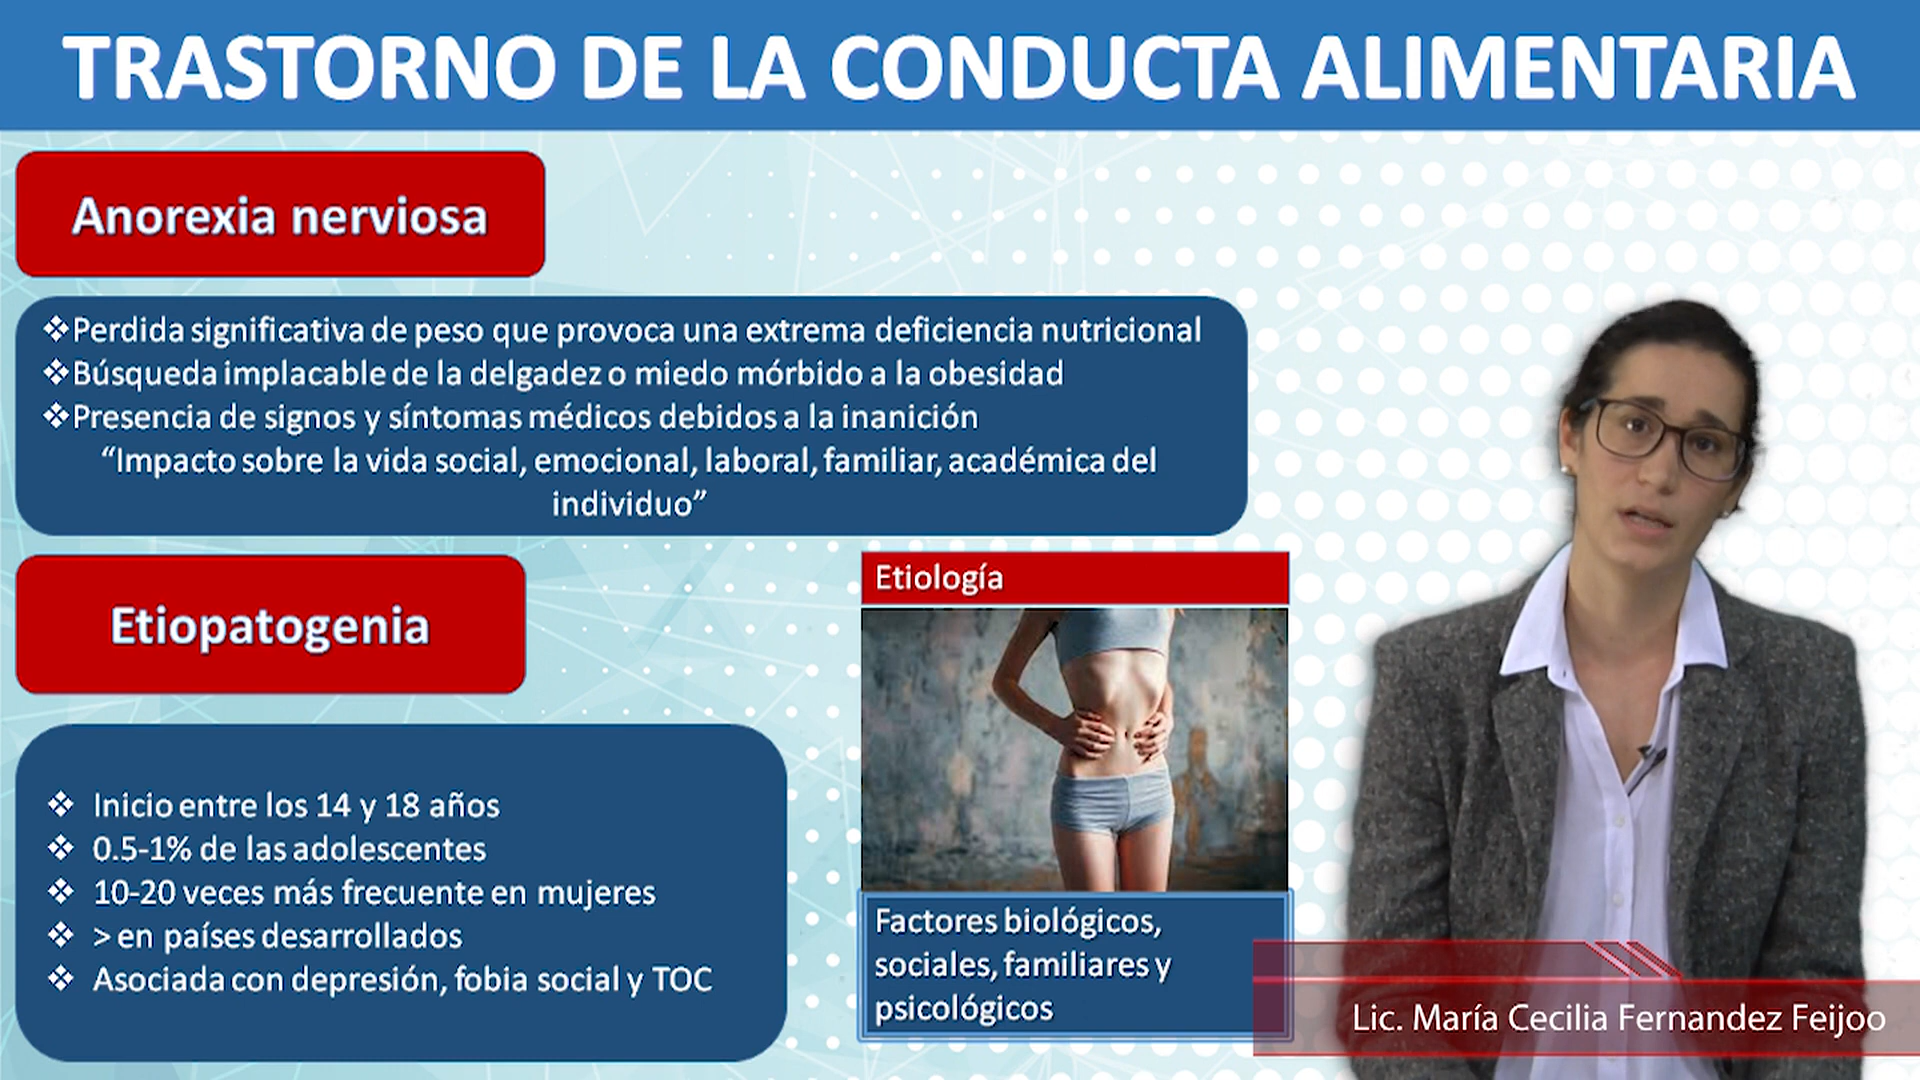 TRASTORNO DE LA CONDUCTA ALIMENTARIA
Anorexia nerviosa
❖Perdida significativa de peso que provoca una extrema deficiencia nutricional
❖Búsqueda implacable de la delgadez o miedo mórbido a la obesidad
❖Presencia de signos y síntomas médicos debidos a la inanición
“Impacto sobre la vida social, emocional, laboral, familiar, académica del
individuo”
Etiopatogenia
❖ Inicio entre los 14 y 18 años
❖ 0.5-1% de las adolescentes
❖ 10-20 veces más frecuente en mujeres
❖ > en países desarrollados
❖ Asociada con depresión, fobia social y TOC
Etiología
Factores biológicos,
sociales, familiares y
psicológicos
Lic. María Cecilia Fernandez Feijoo